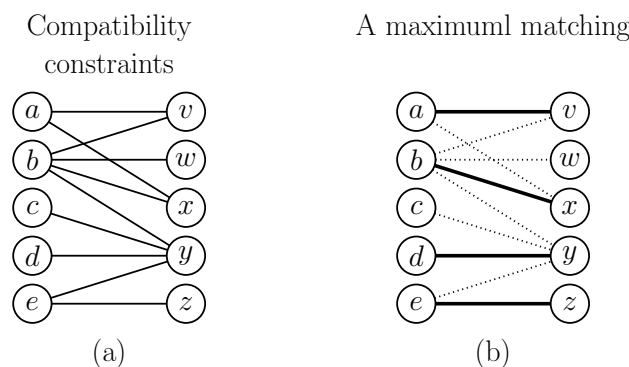 Compatibility
constraints
a
v
b
w
c
x
d
y
e
z
(a)
A maximuml matching
a
v
b
w
c
x
d
y
e
z
(b)